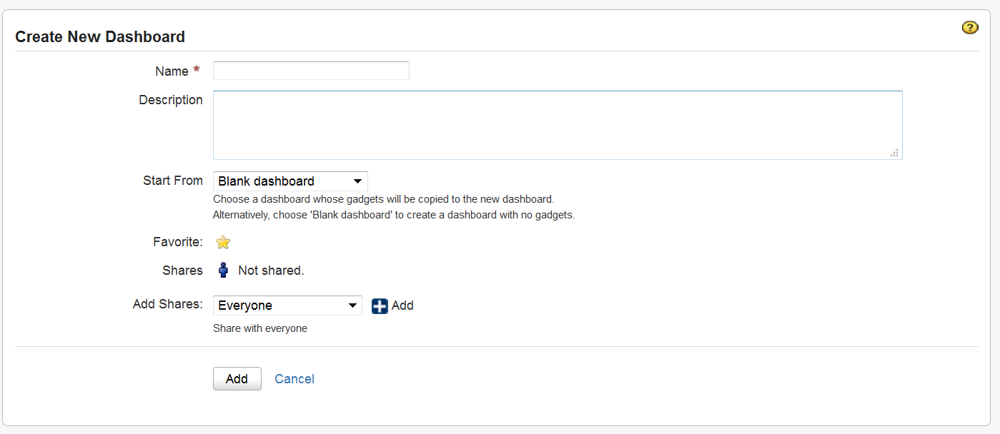 Create New Dashboard
?
Name *
Description
Start From Blank dashboard
Choose a dashboard whose gadgets will be copied to the new dashboard.
Alternatively, choose 'Blank dashboard' to create a dashboard with no gadgets.
Favorite:
Shares Not shared.
Add Shares: Everyone Add
Share with everyone
Add Cancel